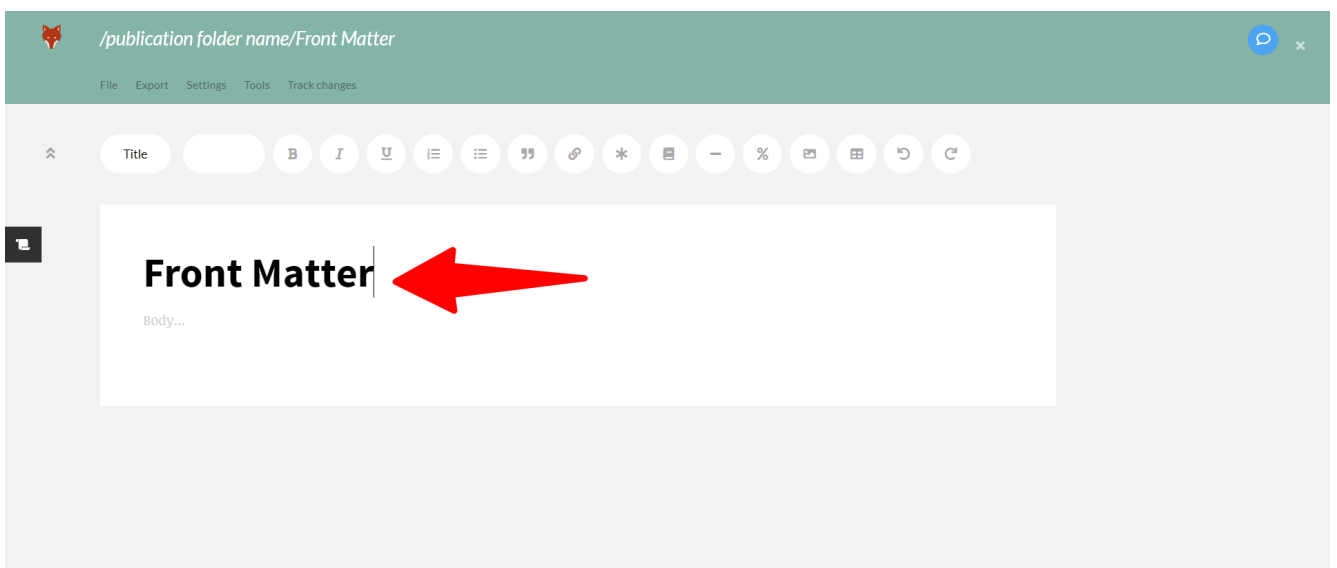 /publication folder name/Front Matter
File Export Settings Tools Track changes
Title B I U
Front Matter
Body...